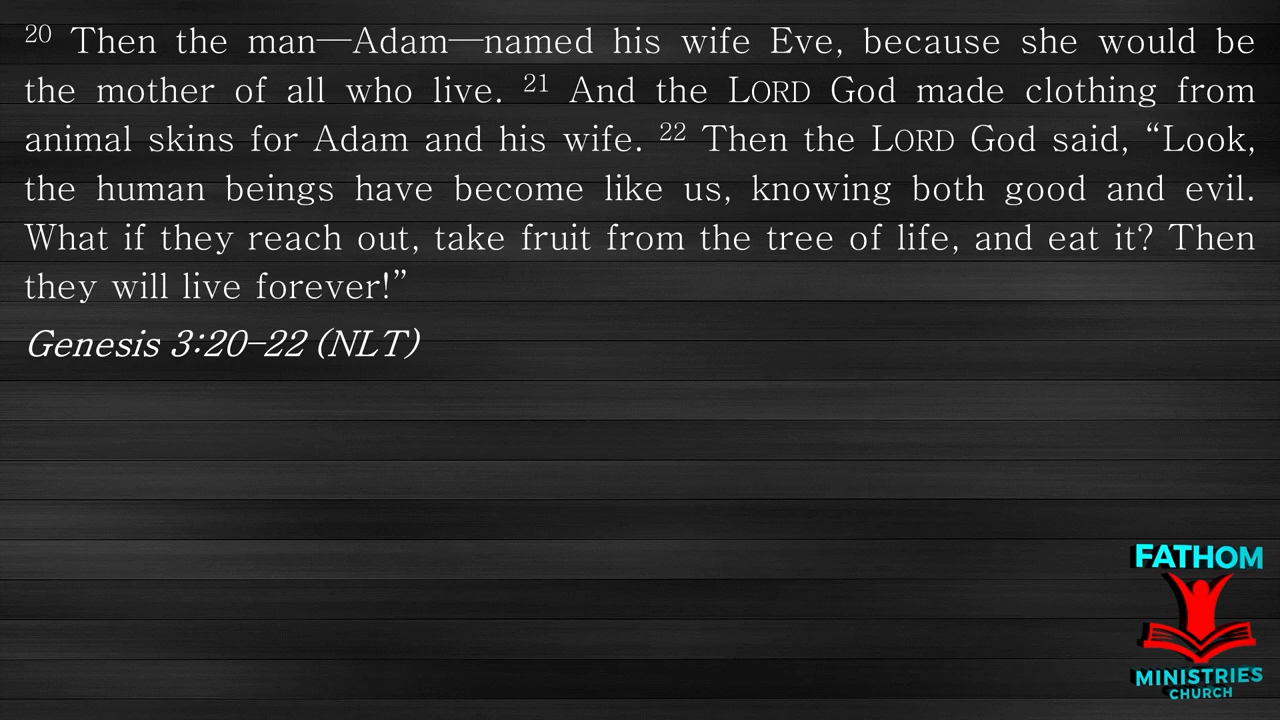 20 Then the man—Adam—named his wife Eve, because she would be
the mother of all who live. 21 And the LORD God made clothing from
animal skins for Adam and his wife. 22 Then the LORD God said, “Look,
the human beings have become like us, knowing both good and evil.
What if they reach out, take fruit from the tree of life, and eat it? Then
they will live forever!”
Genesis 3:20–22 (NLT)
FATHOM
MINISTRIES
CHURCH